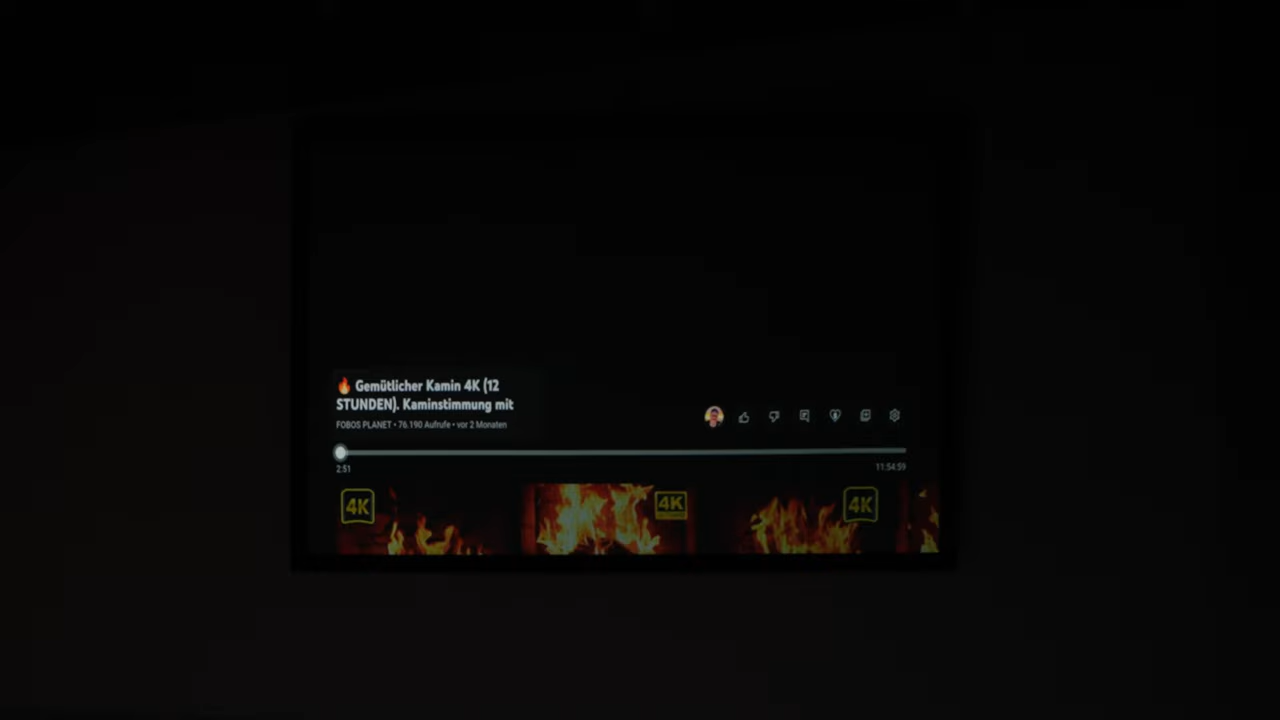 🔥 Gemütlicher Kamin 4K (12
STUNDEN). Kaminstimmung mit
FOBOS PLANET • 76.190 Aufrufe • vor 2 Monaten
2:51
11:54:59
4K
4K
4K